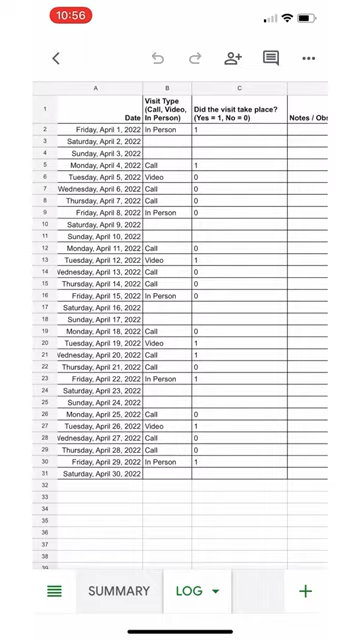 10:56
A B C
Visit Type
(Call, Video, Did the visit take place?
1 Date In Person) (Yes = 1, No = 0) Notes / Obs
2 Friday, April 1, 2022 In Person 1
3 Saturday, April 2, 2022
4 Sunday, April 3, 2022
5 Monday, April 4, 2022 Call 1
6 Tuesday, April 5, 2022 Video 0
7 Wednesday, April 6, 2022 Call 0
8 Thursday, April 7, 2022 Call 0
9 Friday, April 8, 2022 In Person 0
10 Saturday, April 9, 2022
11 Sunday, April 10, 2022
12 Monday, April 11, 2022 Call 0
13 Tuesday, April 12, 2022 Video 1
14 Wednesday, April 13, 2022 Call 0
15 Thursday, April 14, 2022 Call 0
16 Friday, April 15, 2022 In Person 0
17 Saturday, April 16, 2022
18 Sunday, April 17, 2022
19 Monday, April 18, 2022 Call 0
20 Tuesday, April 19, 2022 Video 1
21 Wednesday, April 20, 2022 Call 1
22 Thursday, April 21, 2022 Call 0
23 Friday, April 22, 2022 In Person 1
24 Saturday, April 23, 2022
25 Sunday, April 24, 2022
26 Monday, April 25, 2022 Call 0
27 Tuesday, April 26, 2022 Video 1
28 Wednesday, April 27, 2022 Call 0
29 Thursday, April 28, 2022 Call 0
30 Friday, April 29, 2022 In Person 1
31 Saturday, April 30, 2022
32
33
34
35
36
37
38
39
SUMMARY LOG